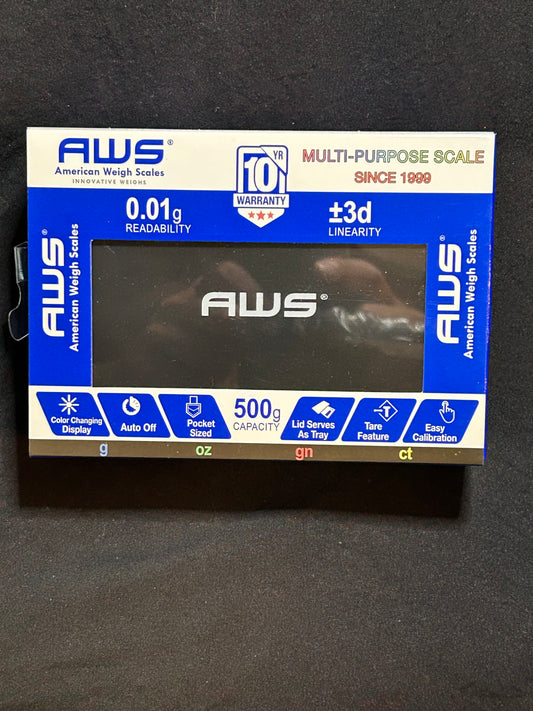 AWS®
American Weigh Scales
INNOVATIVE WEIGHS
10 YR
WARRANTY
MULTI-PURPOSE SCALE
SINCE 1999
0.01g
READABILITY
±3d
LINEARITY
AWS®
American Weigh Scales
AWS®
AWS®
American Weigh Scales
Color Changing
Display
Auto Off
Pocket
Sized
500g
CAPACITY
Lid Serves
As Tray
T
Tare
Feature
Easy
Calibration
g
oz
gn
ct